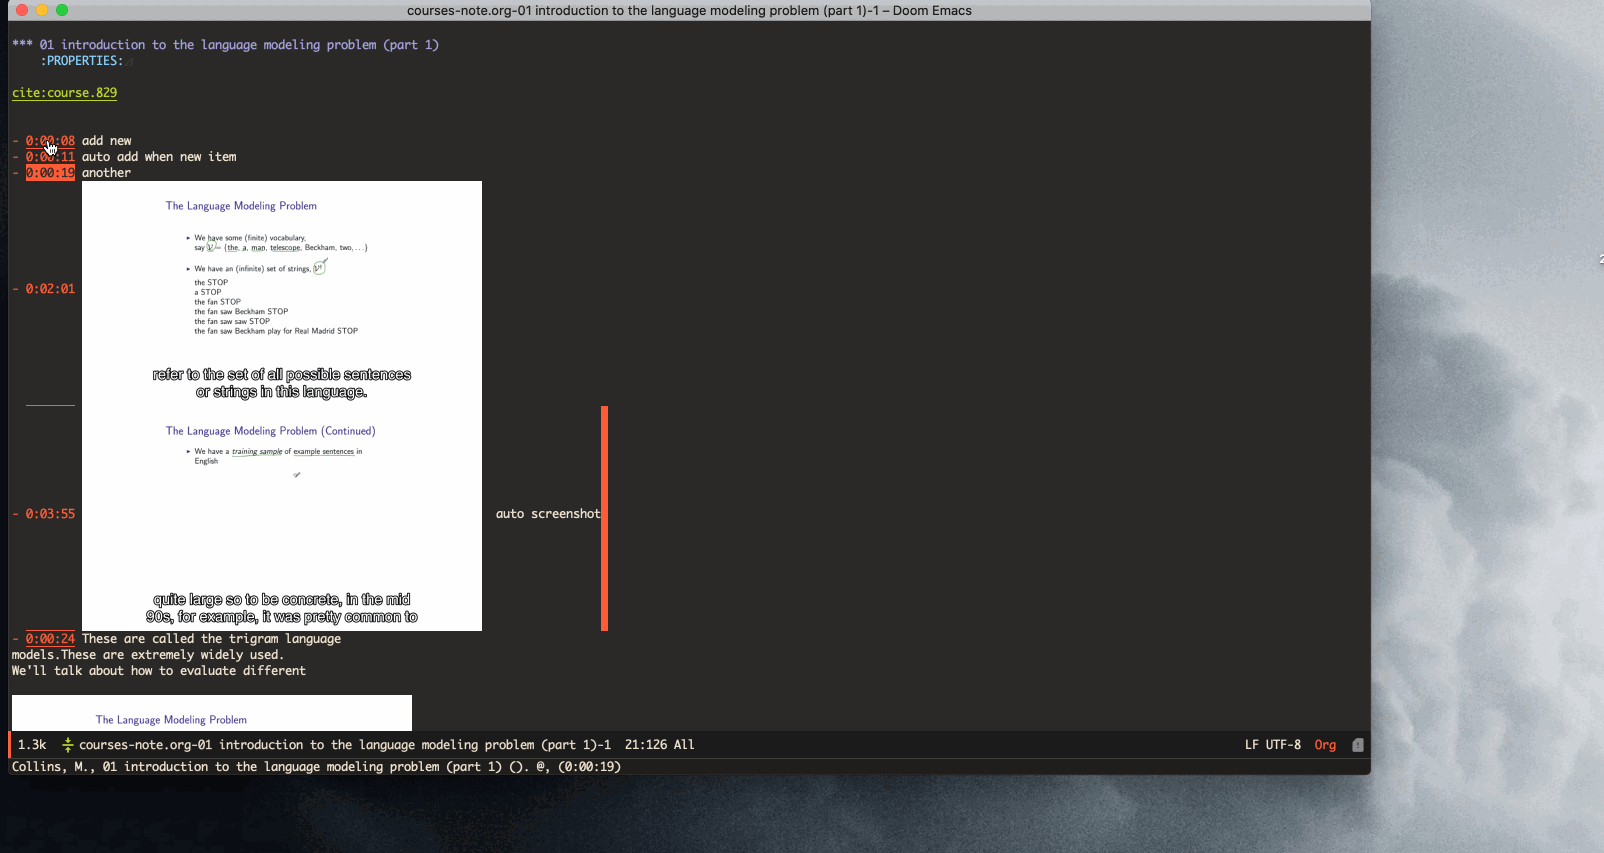 courses-note.org-01 introduction to the language modeling problem (part 1)-1 – Doom Emacs
*** 01 introduction to the language modeling problem (part 1)
:PROPERTIES:
cite:course.829
- 0:00:08 add new
- 0:00:11 auto add when new item
- 0:00:19 another
The Language Modeling Problem
▸ We have some (finite) vocabulary,
say V = {the, a, man, telescope, Beckham, two, . . .}
▸ We have an (infinite) set of strings, V†
- 0:02:01
the STOP
a STOP
the fan STOP
the fan saw Beckham STOP
the fan saw saw STOP
the fan saw Beckham play for Real Madrid STOP
refer to the set of all possible sentences
or strings in this language.
The Language Modeling Problem (Continued)
▸ We have a training sample of example sentences in
English
- 0:03:55 auto screenshot
quite large so to be concrete, in the mid
90s, for example, it was pretty common to
- 0:00:24 These are called the trigram language
models.These are extremely widely used.
We'll talk about how to evaluate different
The Language Modeling Problem
1.3k courses-note.org-01 introduction to the language modeling problem (part 1)-1 21:126 All LF UTF-8 Org
Collins, M., 01 introduction to the language modeling problem (part 1) (). @, (0:00:19)